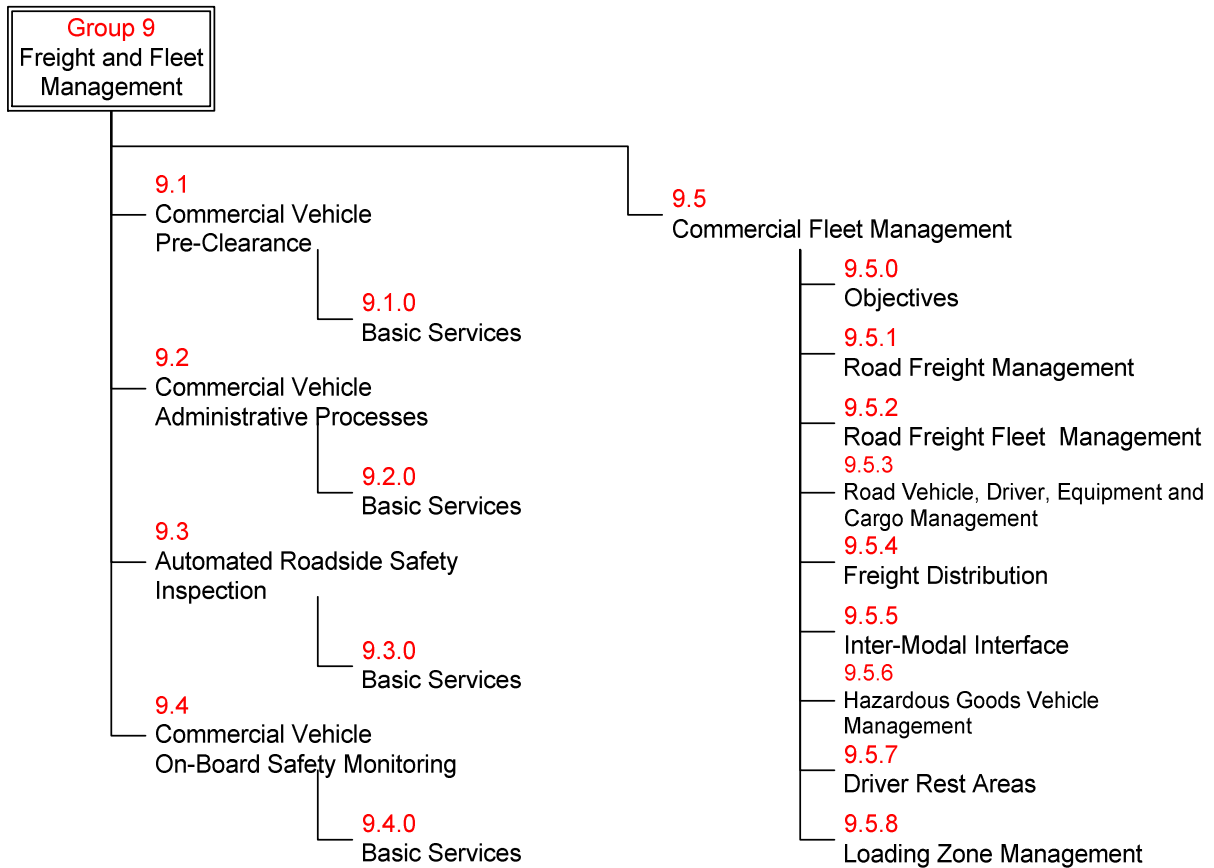 Group 9
Freight and Fleet
Management
9.1
Commercial Vehicle
Pre-Clearance
9.1.0
Basic Services
9.2
Commercial Vehicle
Administrative Processes
9.2.0
Basic Services
9.3
Automated Roadside Safety
Inspection
9.3.0
Basic Services
9.4
Commercial Vehicle
On-Board Safety Monitoring
9.4.0
Basic Services
9.5
Commercial Fleet Management
9.5.0
Objectives
9.5.1
Road Freight Management
9.5.2
Road Freight Fleet  Management
9.5.3
Road Vehicle, Driver, Equipment and
Cargo Management
9.5.4
Freight Distribution
9.5.5
Inter-Modal Interface
9.5.6
Hazardous Goods Vehicle
Management
9.5.7
Driver Rest Areas
9.5.8
Loading Zone Management